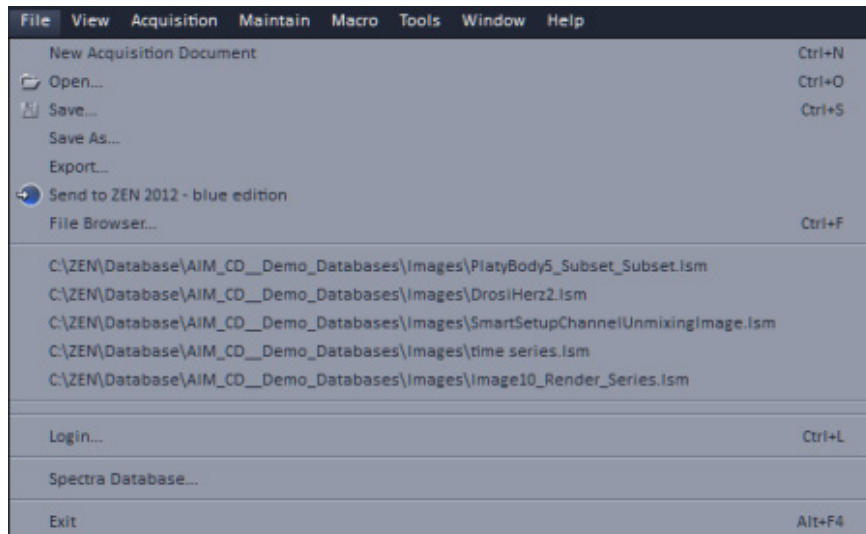 File View Acquisition Maintain Macro Tools Window Help
New Acquisition Document Ctrl+N
Open... Ctrl+O
Save... Ctrl+S
Save As...
Export...
Send to ZEN 2012 - blue edition
File Browser... Ctrl+F
C:\ZEN\Database\AIM_CD__Demo_Databases\Images\PlatyBody5_Subset_Subset.lsm
C:\ZEN\Database\AIM_CD__Demo_Databases\Images\DrosiHerz2.lsm
C:\ZEN\Database\AIM_CD__Demo_Databases\Images\SmartSetupChannelUnmixingImage.lsm
C:\ZEN\Database\AIM_CD__Demo_Databases\Images\time series.lsm
C:\ZEN\Database\AIM_CD__Demo_Databases\Images\Image10_Render_Series.lsm
Login... Ctrl+L
Spectra Database...
Exit Alt+F4